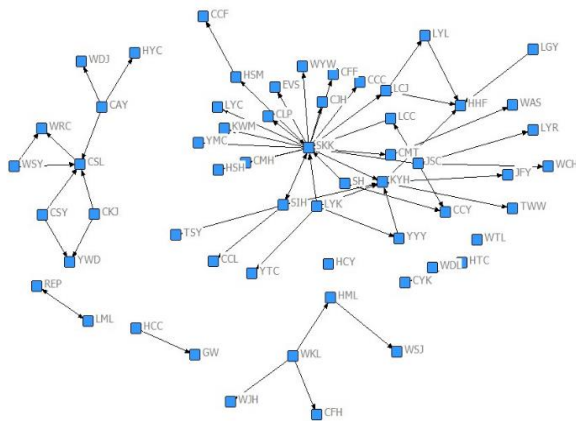 CCF
WDJ
HYC
WYW
CFF
LYL
LGY
HSM
EVS
CCC
LCJ
CAY
LYC
CJH
HHF
WAS
CLP
LCC
WRC
KWM
LYR
YMC
SKK
CMT
WSY
CSL
HSH
CMH
JSC
WCH
SH
KYH
JFY
CSY
CKJ
SIH
LYK
CCY
TWW
TSY
YYY
WTL
YWD
CCL
YTC
HCY
WDL
HTC
CYK
REP
HML
LML
HCC
GW
WKL
WSJ
WJH
CFH